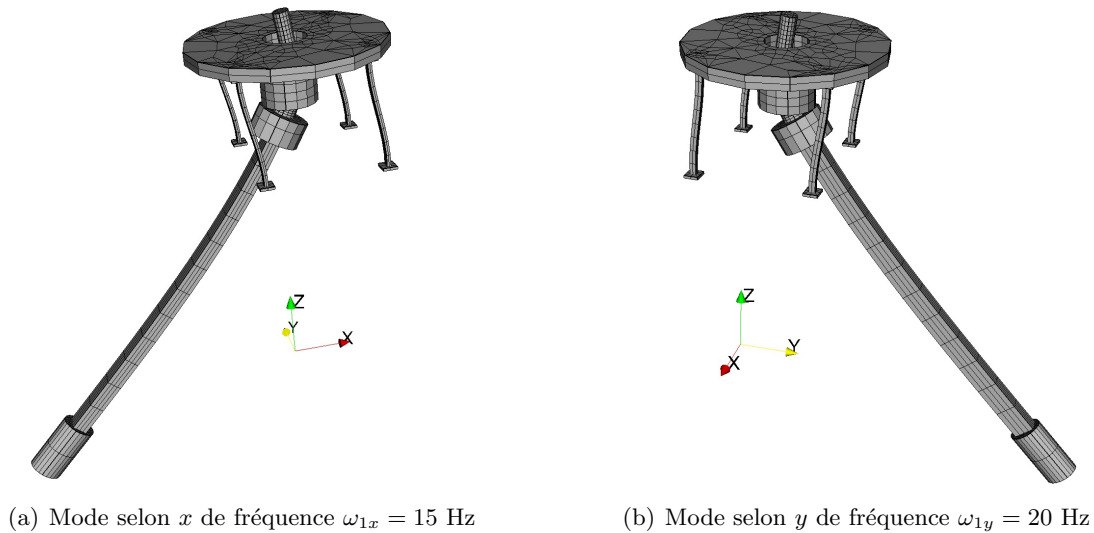 Z
Y
X
Z
Y
X
(a) Mode selon x de fréquence ω1x = 15 Hz
(b) Mode selon y de fréquence ω1y = 20 Hz